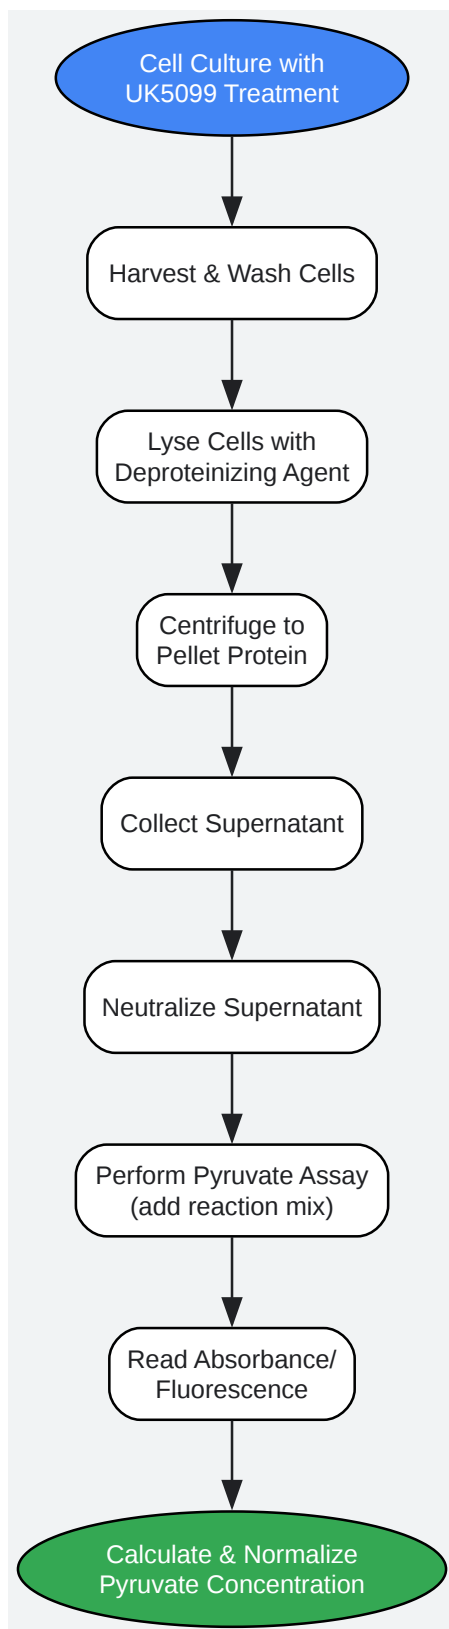 Cell Culture with
UK5099 Treatment
Harvest & Wash Cells
Lyse Cells with
Deproteinizing Agent
Centrifuge to
Pellet Protein
Collect Supernatant
Neutralize Supernatant
Perform Pyruvate Assay
(add reaction mix)
Read Absorbance/
Fluorescence
Calculate & Normalize
Pyruvate Concentration